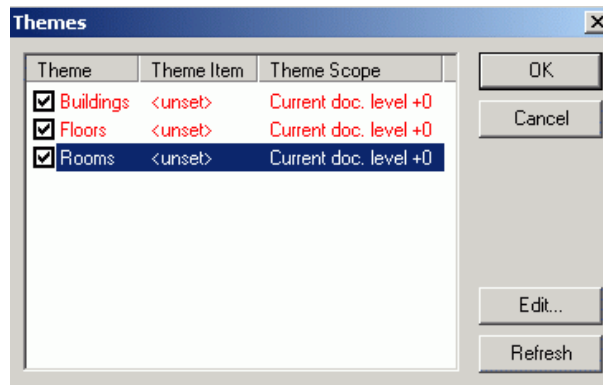 Themes
Theme Theme Item Theme Scope
Buildings <unset> Current doc. level +0
Floors <unset> Current doc. level +0
Rooms <unset> Current doc. level +0
OK
Cancel
Edit...
Refresh